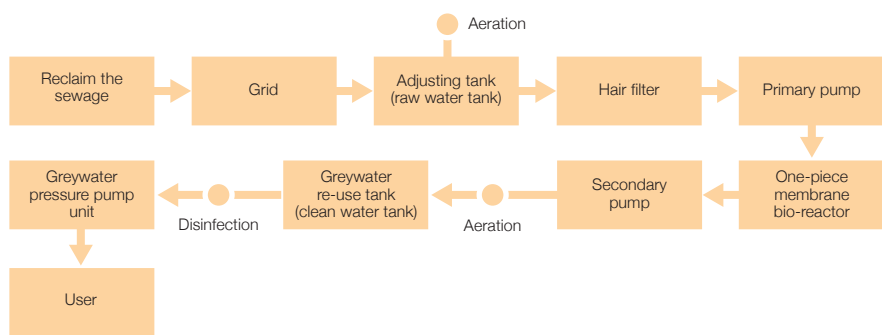 Aeration
Reclaim the
sewage
Grid
Adjusting tank
(raw water tank)
Hair filter
Primary pump
One-piece
membrane
bio-reactor
Secondary
pump
Aeration
Greywater
re-use tank
(clean water tank)
Disinfection
Greywater
pressure pump
unit
User